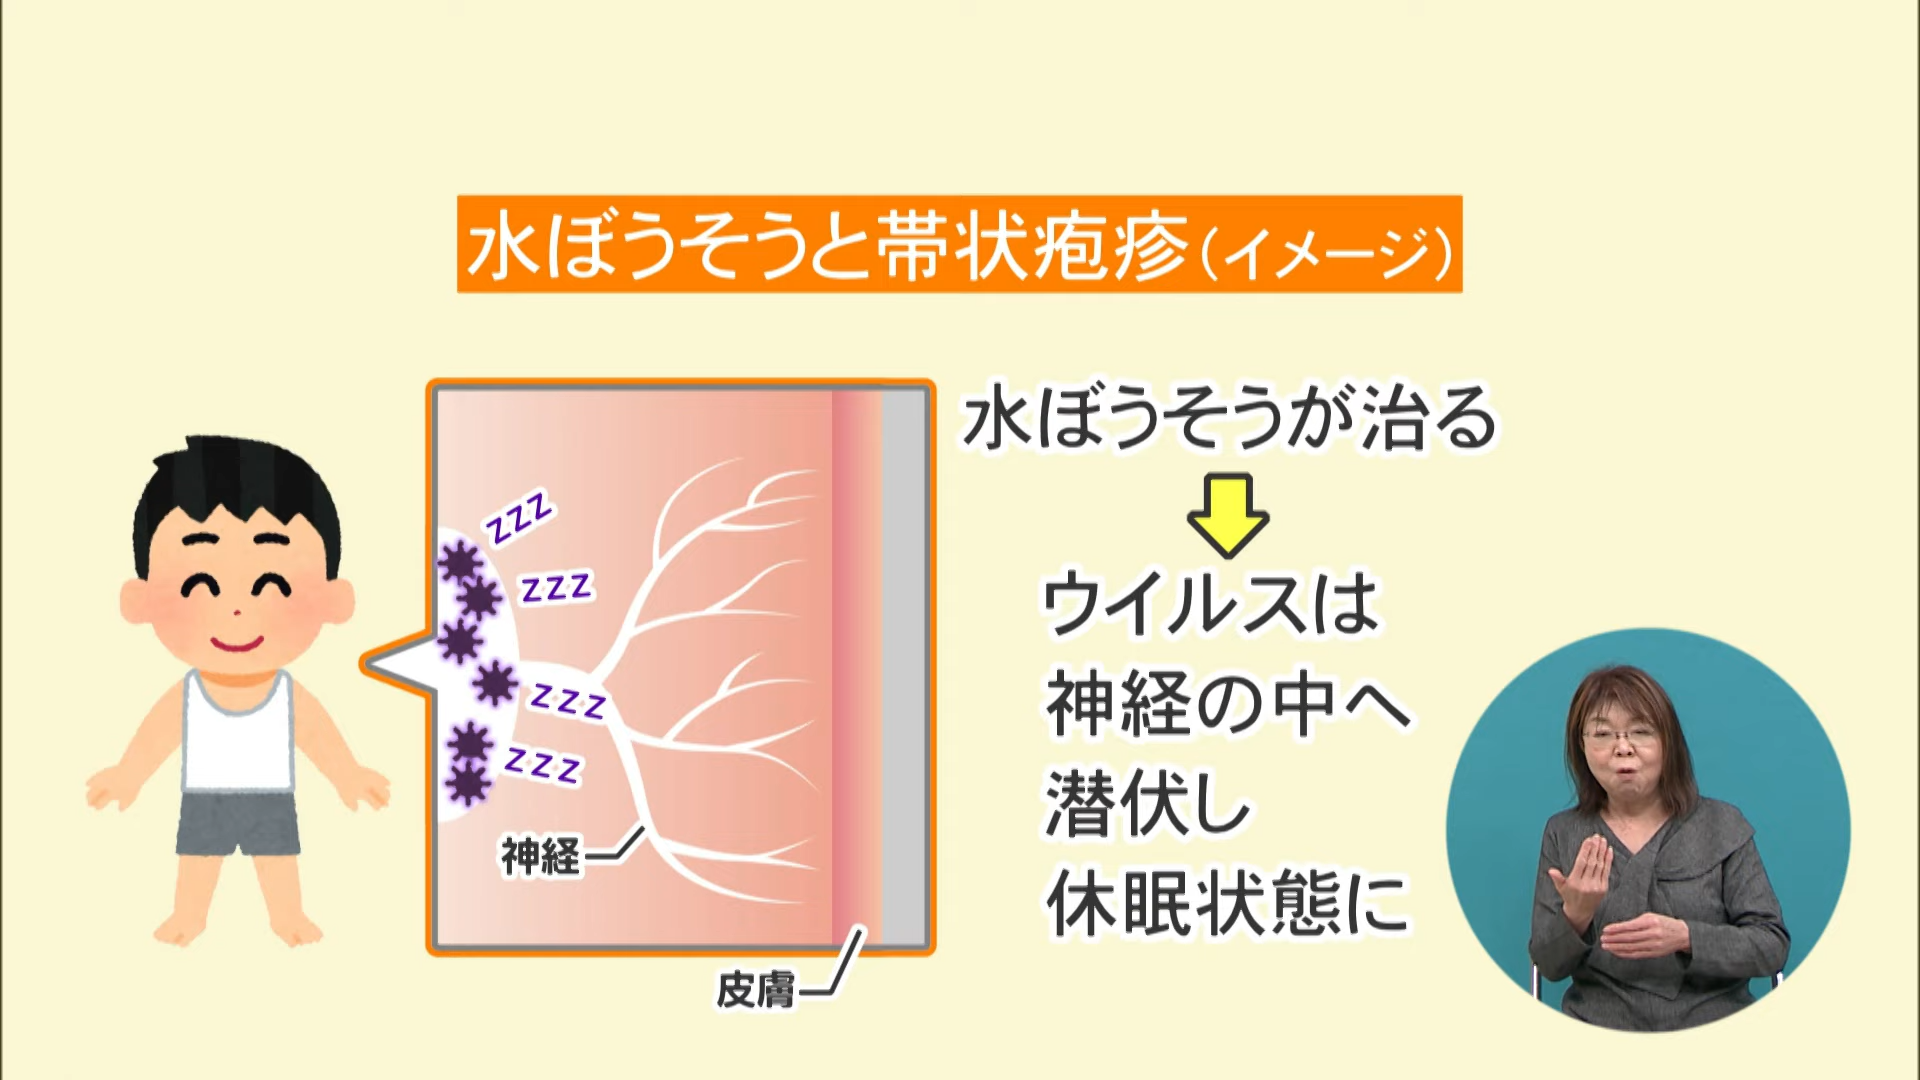 水ぼうそうと帯状疱疹(イメージ)
水ぼうそうが治る
ウイルスは
神経の中へ
潜伏し
休眠状態に
zzz
zzz
zzz
zzz
神経
皮膚